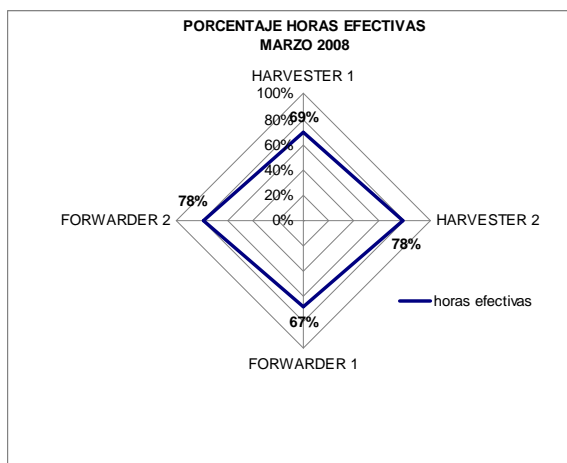 PORCENTAJE HORAS EFECTIVAS
MARZO 2008
HARVESTER 1
100%
80%
69%
60%
40%
20%
0%
78%
FORWARDER 2
HARVESTER 2
78%
horas efectivas
67%
FORWARDER 1